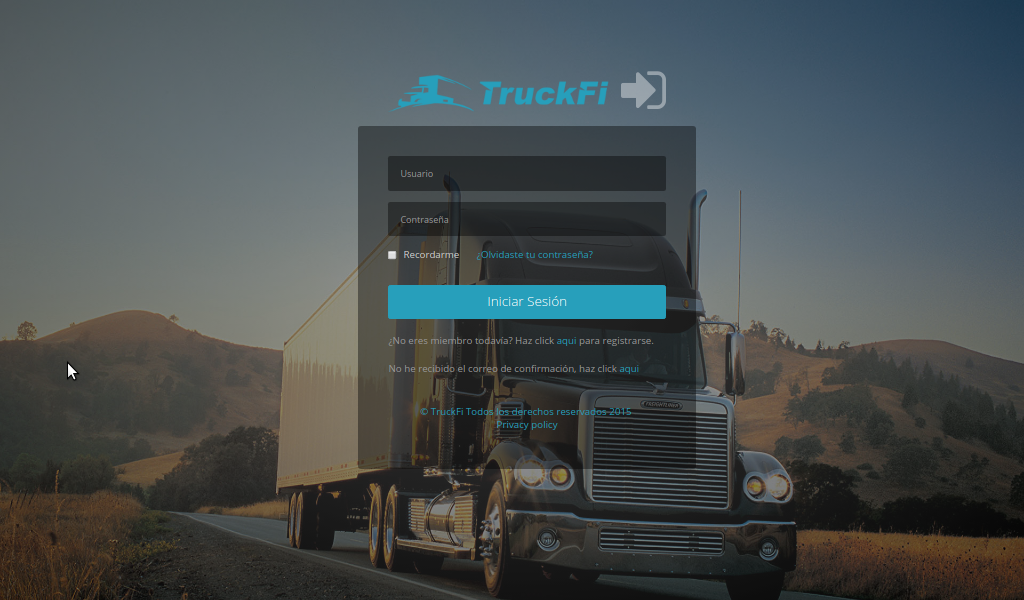 TruckFi
Usuario
Contraseña
Recordarme ¿Olvidaste tu contraseña?
Iniciar Sesión
¿No eres miembro todavía? Haz click aqui para registrarse.
No he recibido el correo de confirmación, haz click aqui
FREIGHTLINER
© TruckFi Todos los derechos reservados 2015
Privacy policy